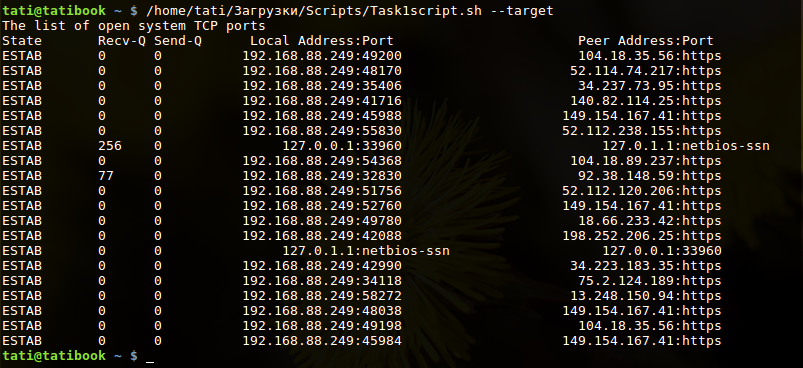 tati@tatibook ~ $ /home/tati/Загрузки/Scripts/Task1script.sh --target
The list of open system TCP ports
State Recv-Q Send-Q Local Address:Port Peer Address:Port
ESTAB 0 0 192.168.88.249:49200 104.18.35.56:https
ESTAB 0 0 192.168.88.249:48170 52.114.74.217:https
ESTAB 0 0 192.168.88.249:35406 34.237.73.95:https
ESTAB 0 0 192.168.88.249:41716 140.82.114.25:https
ESTAB 0 0 192.168.88.249:45988 149.154.167.41:https
ESTAB 0 0 192.168.88.249:55830 52.112.238.155:https
ESTAB 256 0 127.0.0.1:33960 127.0.1.1:netbios-ssn
ESTAB 0 0 192.168.88.249:54368 104.18.89.237:https
ESTAB 77 0 192.168.88.249:32830 92.38.148.59:https
ESTAB 0 0 192.168.88.249:51756 52.112.120.206:https
ESTAB 0 0 192.168.88.249:52760 149.154.167.41:https
ESTAB 0 0 192.168.88.249:49780 18.66.233.42:https
ESTAB 0 0 192.168.88.249:42088 198.252.206.25:https
ESTAB 0 0 127.0.1.1:netbios-ssn 127.0.0.1:33960
ESTAB 0 0 192.168.88.249:42990 34.223.183.35:https
ESTAB 0 0 192.168.88.249:34118 75.2.124.189:https
ESTAB 0 0 192.168.88.249:58272 13.248.150.94:https
ESTAB 0 0 192.168.88.249:48038 149.154.167.41:https
ESTAB 0 0 192.168.88.249:49198 104.18.35.56:https
ESTAB 0 0 192.168.88.249:45984 149.154.167.41:https
tati@tatibook ~ $ _